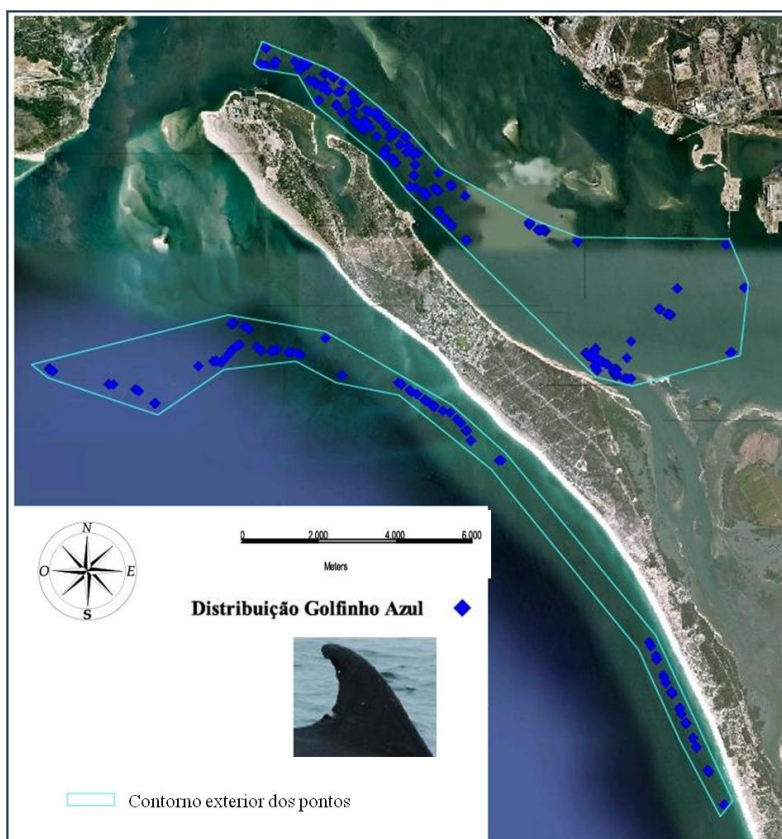 N
O E
S
0 2.000 4.000 6.000
Meters
Distribuição Golfinho Azul
Contorno exterior dos pontos